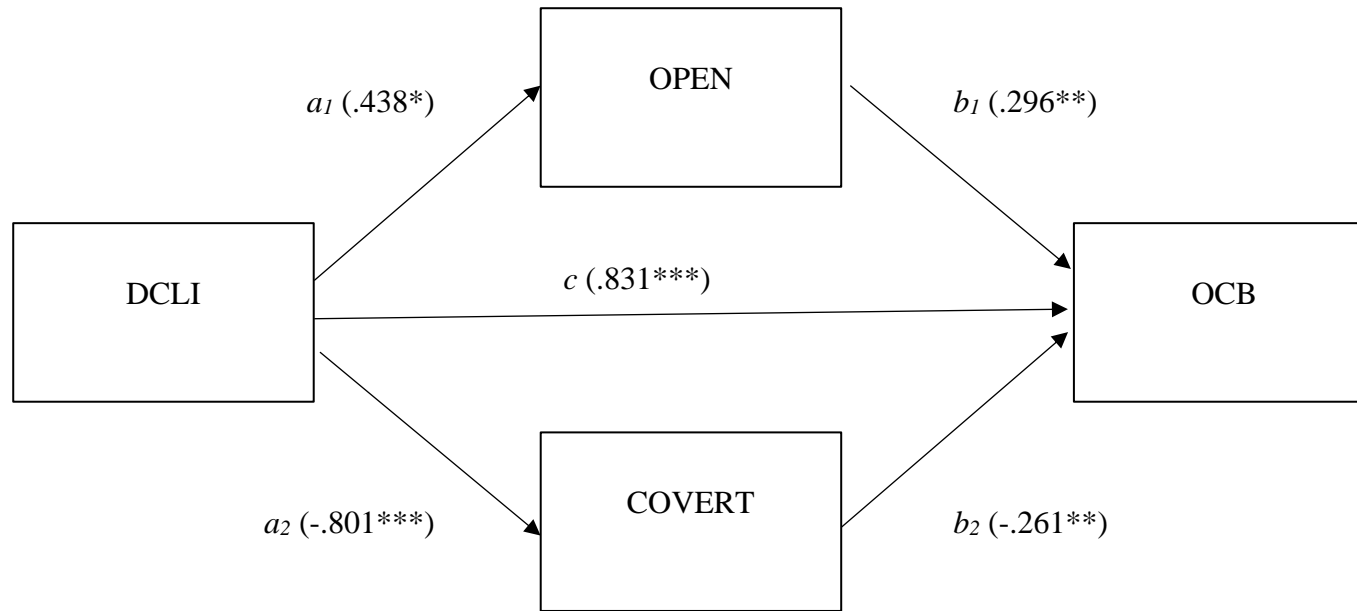 OPEN
a1 (.438*)
b1 (.296**)
DCLI
c (.831***)
OCB
COVERT
a2 (-.801***)
b2 (-.261**)